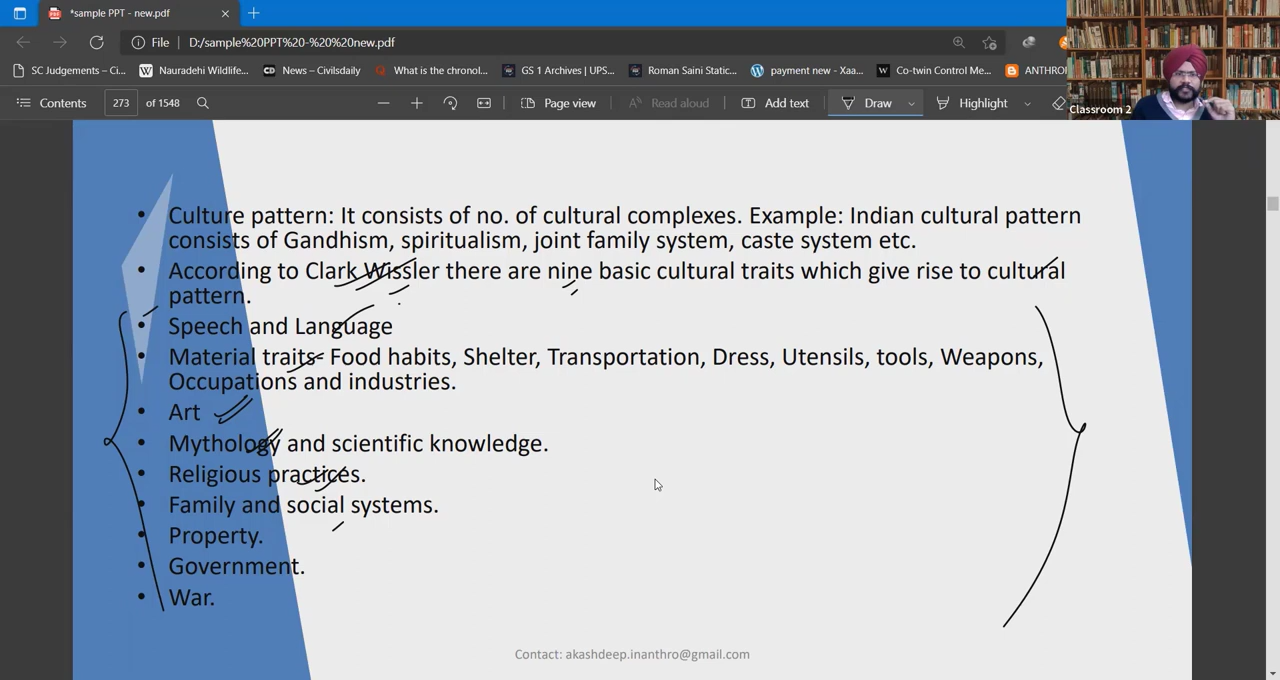 *sample PPT - new.pdf
File
D:/sample%20PPT%20-%20%20new.pdf
SC Judgements – Ci...
Nauradehi Wildlife...
News – Civilsdaily
What is the chronol...
GS 1 Archives | UPS...
Roman Saini Static...
payment new - Xaa...
Co-twin Control Me...
ANTHRO
Contents
273
of 1548
Page view
Read aloud
Add text
Draw
Highlight
Classroom 2
• Culture pattern: It consists of no. of cultural complexes. Example: Indian cultural pattern
consists of Gandhism, spiritualism, joint family system, caste system etc.
• According to Clark Wissler there are nine basic cultural traits which give rise to cultural
pattern.
• Speech and Language
• Material traits- Food habits, Shelter, Transportation, Dress, Utensils, tools, Weapons,
Occupations and industries.
• Art
• Mythology and scientific knowledge.
• Religious practices.
• Family and social systems.
• Property.
• Government.
• War.
Contact: akashdeep.inanthro@gmail.com